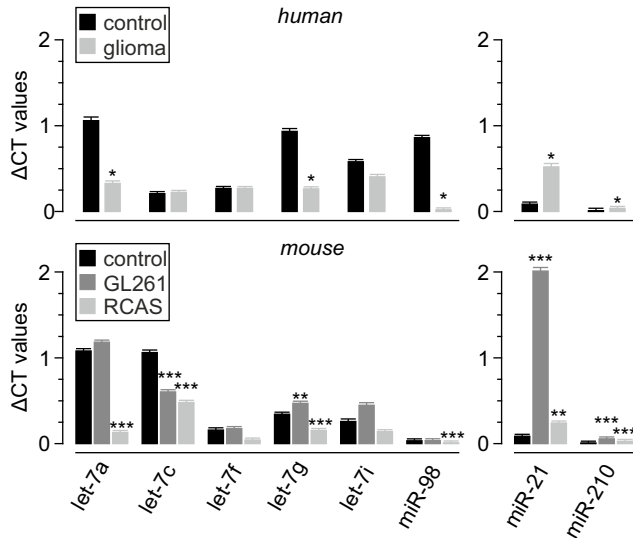 human
control
glioma
ΔCT values
2
1
0
*
*
*
2
1
0
*
*
mouse
control
GL261
RCAS
ΔCT values
2
1
0
***
***
***
**
***
***
2
1
0
***
**
***
***
let-7a
let-7c
let-7f
let-7g
let-7i
miR-98
miR-21
miR-210